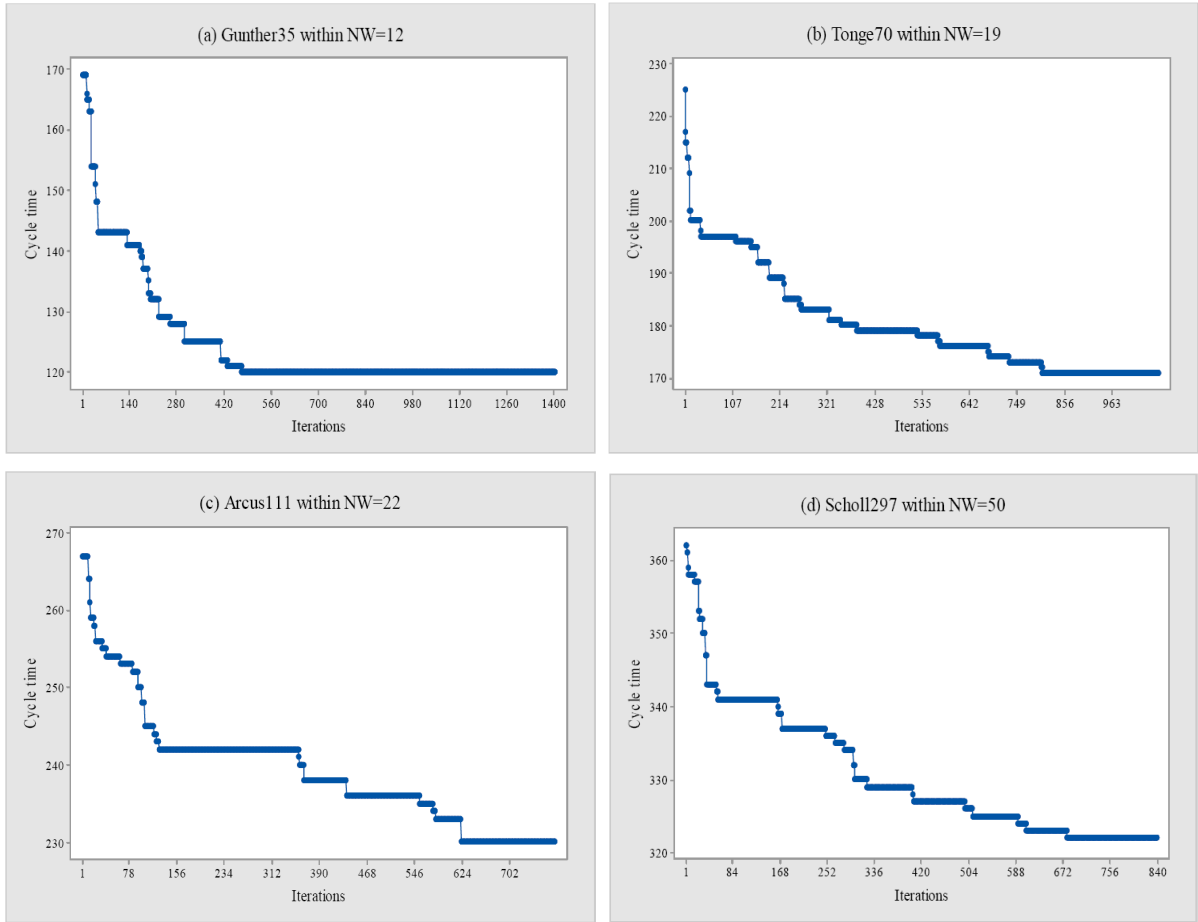 (a) Gunther35 within NW=12
170
160
150
140
130
120
Cycle time
1 140 280 420 560 700 840 980 1120 1260 1400
Iterations
(b) Tonge70 within NW=19
230
220
210
200
190
180
170
Cycle time
1 107 214 321 428 535 642 749 856 963
Iterations
(c) Arcus111 within NW=22
270
260
250
240
230
Cycle time
1 78 156 234 312 390 468 546 624 702
Iterations
(d) Scholl297 within NW=50
360
350
340
330
320
Cycle time
1 84 168 252 336 420 504 588 672 756 840
Iterations